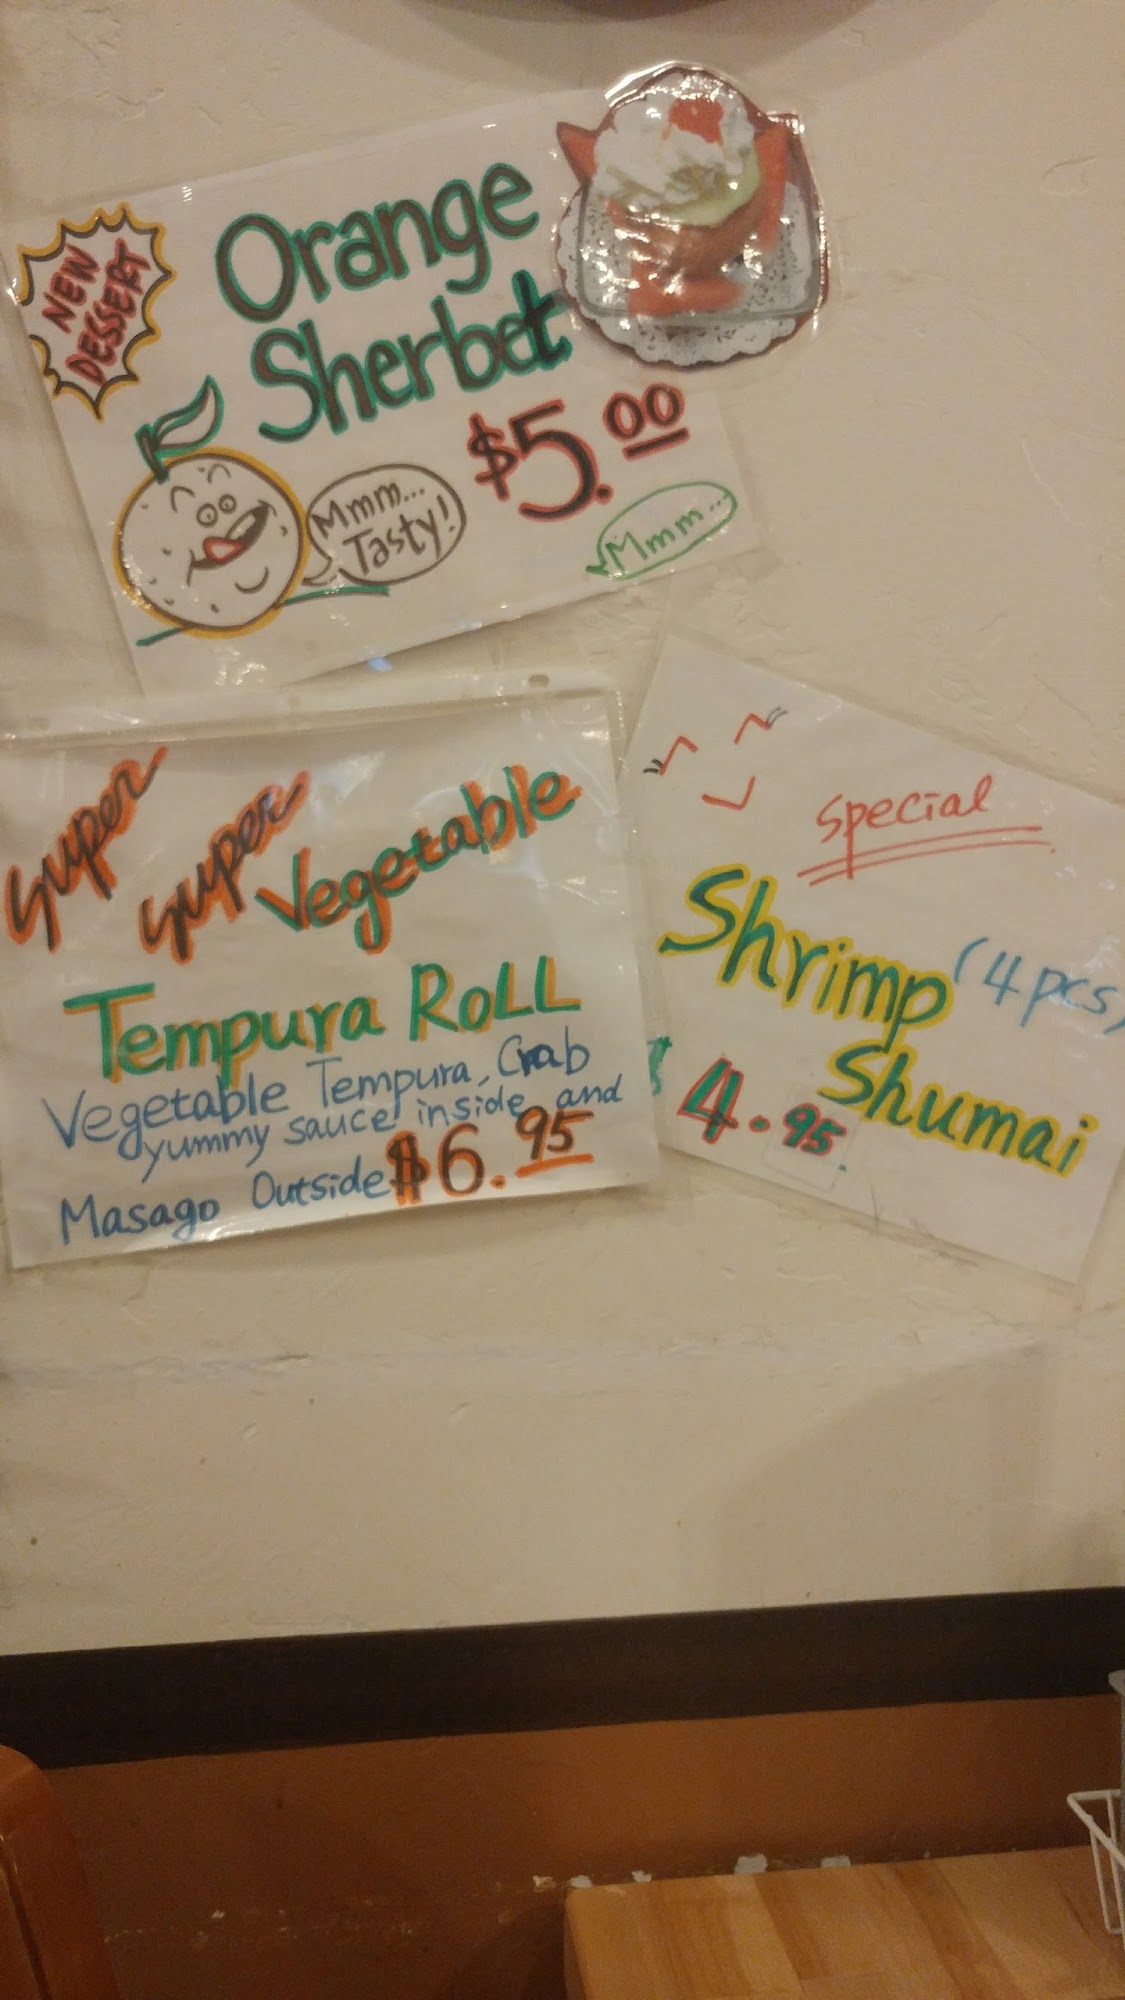 NEW
DESSERT
Orange
Sherbet
$5.00
Mmm...
Tasty!
Mmm...
Super
Super
Vegetable
Tempura RoLL
Vegetable Tempura, Crab
yummy sauce inside and
Masago Outside $6.95
Special
Shrimp (4 pcs)
Shumai
$4.95